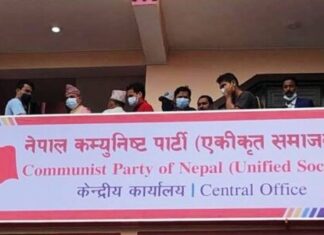 नेपाल कम्युनिष्ट पार्टी (एकीकृत समाज
Communist Party of Nepal (Unified Soc
केन्द्रीय कार्यालय | Central Office